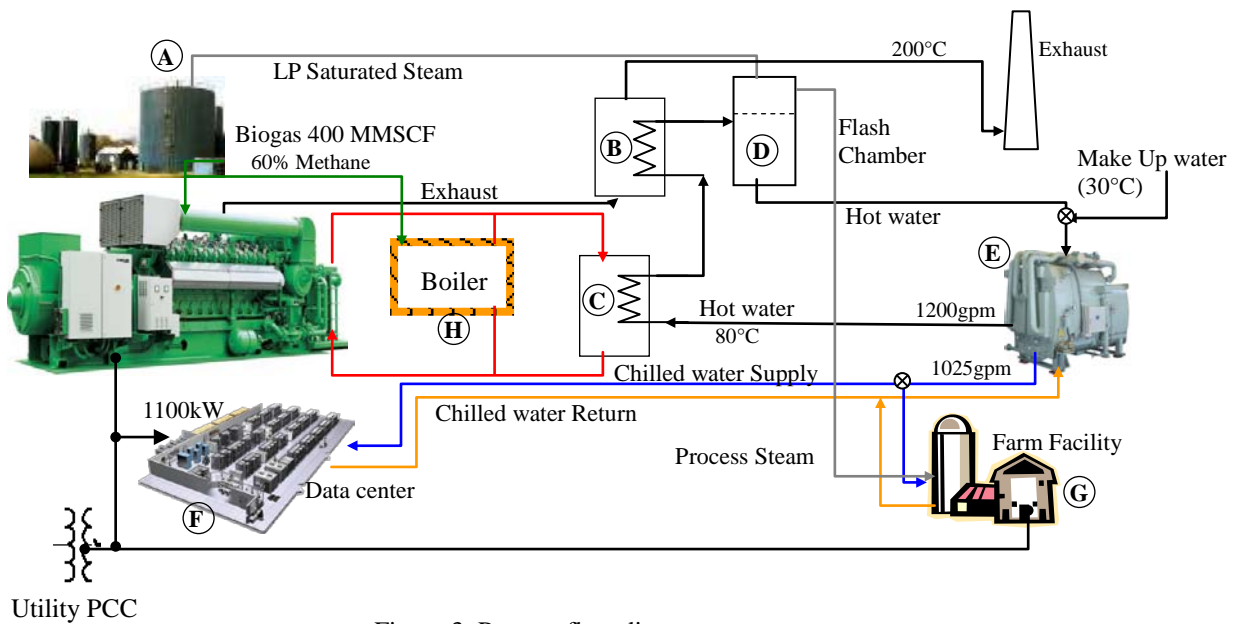 A
200°C
Exhaust
LP Saturated Steam
Biogas 400 MMSCF
60% Methane
B
D
Flash
Chamber
Make Up water
(30°C)
Exhaust
Hot water
E
Boiler
H
C
Hot water
80°C
1200gpm
Chilled water Supply
1025gpm
1100kW
Chilled water Return
Process Steam
Farm Facility
G
Data center
F
Utility PCC